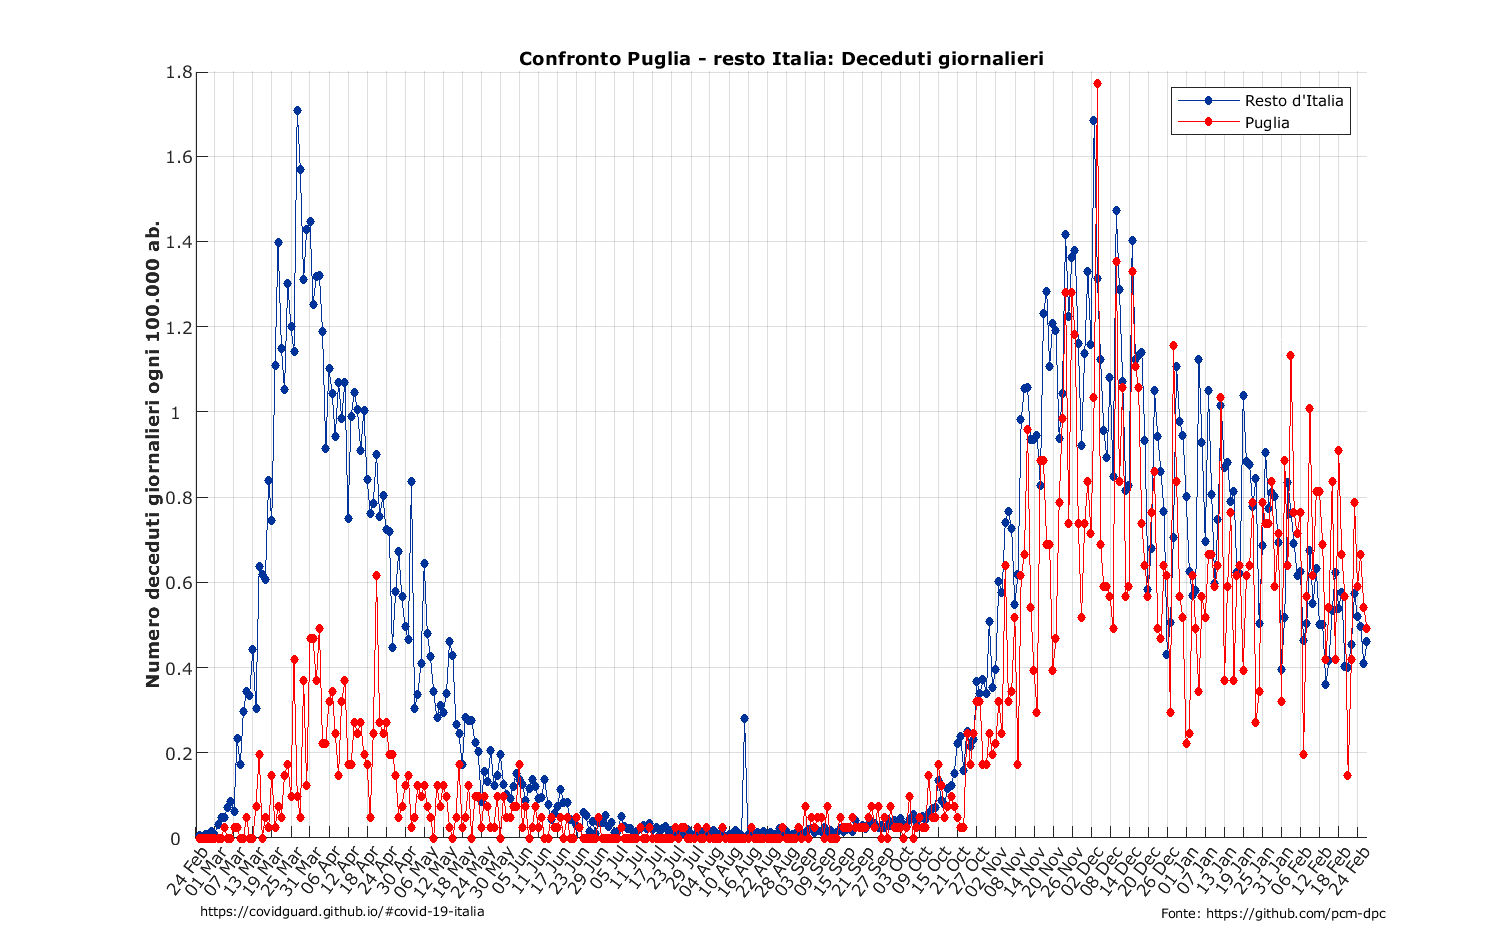 Confronto Puglia - resto Italia: Deceduti giornalieri
Resto d'Italia
Puglia
Numero deceduti giornalieri ogni 100.000 ab.
1.8
1.6
1.4
1.2
1
0.8
0.6
0.4
0.2
0
24 Feb
01 Mar
07 Mar
13 Mar
19 Mar
25 Mar
31 Mar
06 Apr
12 Apr
18 Apr
24 Apr
30 Apr
06 May
12 May
18 May
24 May
30 May
05 Jun
11 Jun
17 Jun
23 Jun
29 Jun
05 Jul
11 Jul
17 Jul
23 Jul
29 Jul
04 Aug
10 Aug
16 Aug
22 Aug
28 Aug
03 Sep
09 Sep
15 Sep
21 Sep
27 Sep
03 Oct
09 Oct
15 Oct
21 Oct
27 Oct
02 Nov
08 Nov
14 Nov
20 Nov
26 Nov
02 Dec
08 Dec
14 Dec
20 Dec
26 Dec
01 Jan
07 Jan
13 Jan
19 Jan
25 Jan
31 Jan
06 Feb
12 Feb
18 Feb
24 Feb
https://covidguard.github.io/#covid-19-italia
Fonte: https://github.com/pcm-dpc